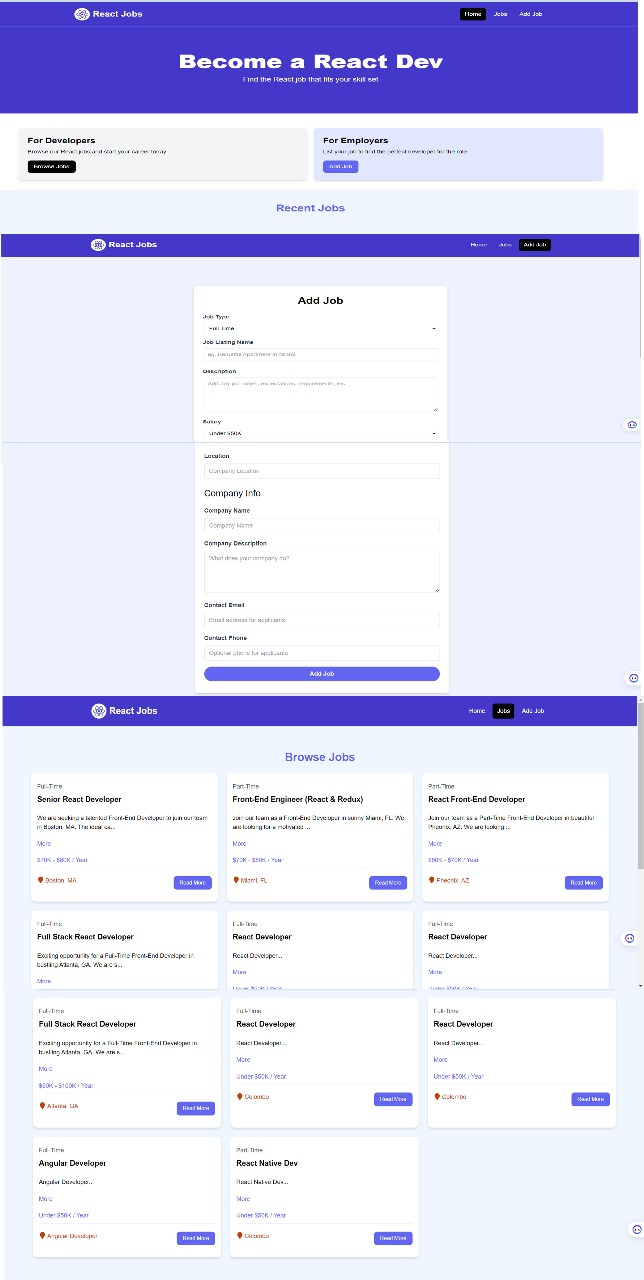 React Jobs
Home Jobs Add Job
Become a React Dev
Find the React job that fits your skill set
For Developers
Browse our React jobs and start your career today
Browse Jobs
For Employers
List your job to find the perfect developer for the role
Add Job
Recent Jobs
React Jobs
Home Jobs Add Job
Add Job
Job Type
Full-Time
Job Listing Name
eg. Beautiful Apartment In Miami
Description
Add any job duties, expectations, requirements, etc
Salary
Under $50K
Location
Company Location
Company Info
Company Name
Company Name
Company Description
What does your company do?
Contact Email
Email address for applicants
Contact Phone
Optional phone for applicants
Add Job
React Jobs
Home Jobs Add Job
Browse Jobs
Full-Time
Senior React Developer
We are seeking a talented Front-End Developer to join our team
in Boston, MA. The ideal ca...
More
$70K - $80K / Year
Boston, MA
Read More
Part-Time
Front-End Engineer (React & Redux)
Join our team as a Front-End Developer in sunny Miami, FL. We
are looking for a motivated ...
More
$70K - $80K / Year
Miami, FL
Read More
Part-Time
React Front-End Developer
Join our team as a Part-Time Front-End Developer in beautiful
Pheonix, AZ. We are looking ...
More
$60K - $70K / Year
Pheonix, AZ
Read More
Full-Time
Full Stack React Developer
Exciting opportunity for a Full-Time Front-End Developer in
bustling Atlanta, GA. We are s...
More
Full-Time
React Developer
React Developer...
More
Under $50K / Year
Full-Time
React Developer
React Developer...
More
Under $50K / Year
Full-Time
Full Stack React Developer
Exciting opportunity for a Full-Time Front-End Developer in
bustling Atlanta, GA. We are s...
More
$90K - $100K / Year
Atlanta, GA
Read More
Full-Time
React Developer
React Developer...
More
Under $50K / Year
Colombo
Read More
Full-Time
React Developer
React Developer...
More
Under $50K / Year
Colombo
Read More
Full-Time
Angular Developer
Angular Developer...
More
Under $50K / Year
Angular Developer
Read More
Part-Time
React Native Dev
React Native Dev...
More
Under $50K / Year
Colombo
Read More